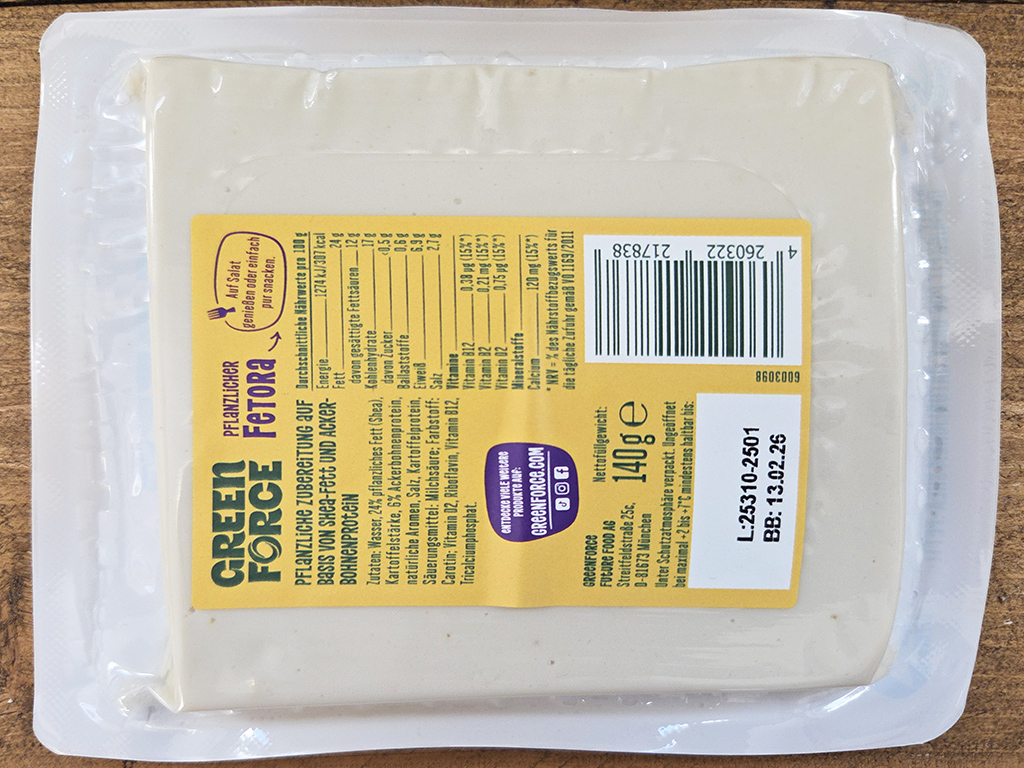 GREEN
FORCE
PFLANZLICHER
FETORA
Auf Salat
genießen oder einfach
pur snacken.
PFLANZLICHE ZUBEREITUNG AUF
BASIS VON SHEA-FETT UND ACKER-
BOHNENPROTEIN
Zutaten: Wasser, 24% pflanzliches Fett (Shea),
Kartoffelstärke, 6% Ackerbohnenprotein,
natürliche Aromen, Salz, Kartoffelprotein,
Säuerungsmittel: Milchsäure; Farbstoff:
Carotin; Vitamin D2, Riboflavin, Vitamin B12,
Tricalciumphosphat.
Durchschnittliche Nährwerte pro 100 g
Energie 1274 kJ/307 kcal
Fett 24 g
davon gesättigte Fettsäuren 12 g
Kohlenhydrate 17 g
davon Zucker <0,5 g
Ballaststoffe 0,6 g
Eiweiß 6,9 g
Salz 2,7 g
Vitamine
Vitamin B12 0,38 µg (15%*)
Vitamin B2 0,21 mg (15%*)
Vitamin D2 0,75 µg (15%*)
Mineralstoffe
Calcium 120 mg (15%*)
* NRV = % des Nährstoffbezugswerts für
die tägliche Zufuhr gemäß VO 1169/2011
ENTDECKE VIELE WEITERE
PRODUKTE AUF:
GREENFORCE.COM
GREENFORCE
FUTURE FOOD AG
Streitfeldstraße 25c,
D-81673 München
Nettofüllgewicht:
140 g e
Unter Schutzatmosphäre verpackt. Ungeöffnet
bei maximal +2 bis +7°C mindestens haltbar bis:
L:25310-2501
BB: 13.02.26
6003098
4 260322 217838